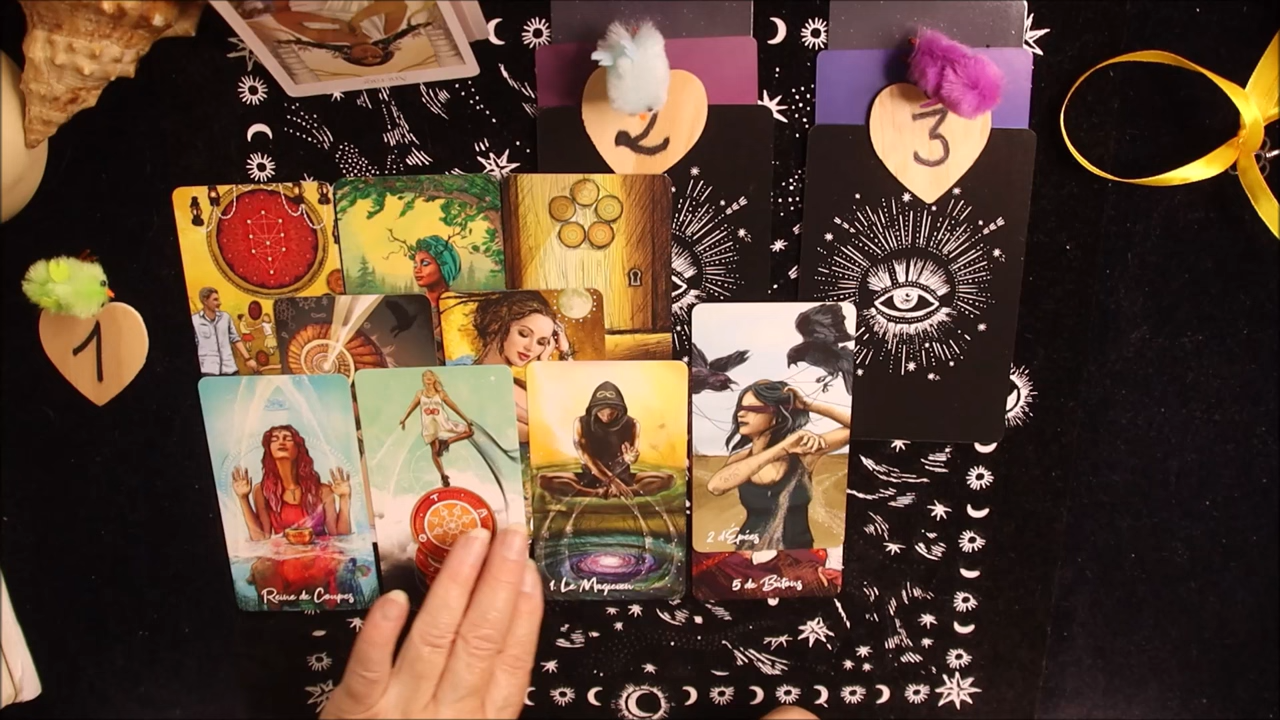 2
3
1
T
A
O
2 d'Épées
1. Le Magicien
5 de Bâtons
Reine de Coupes